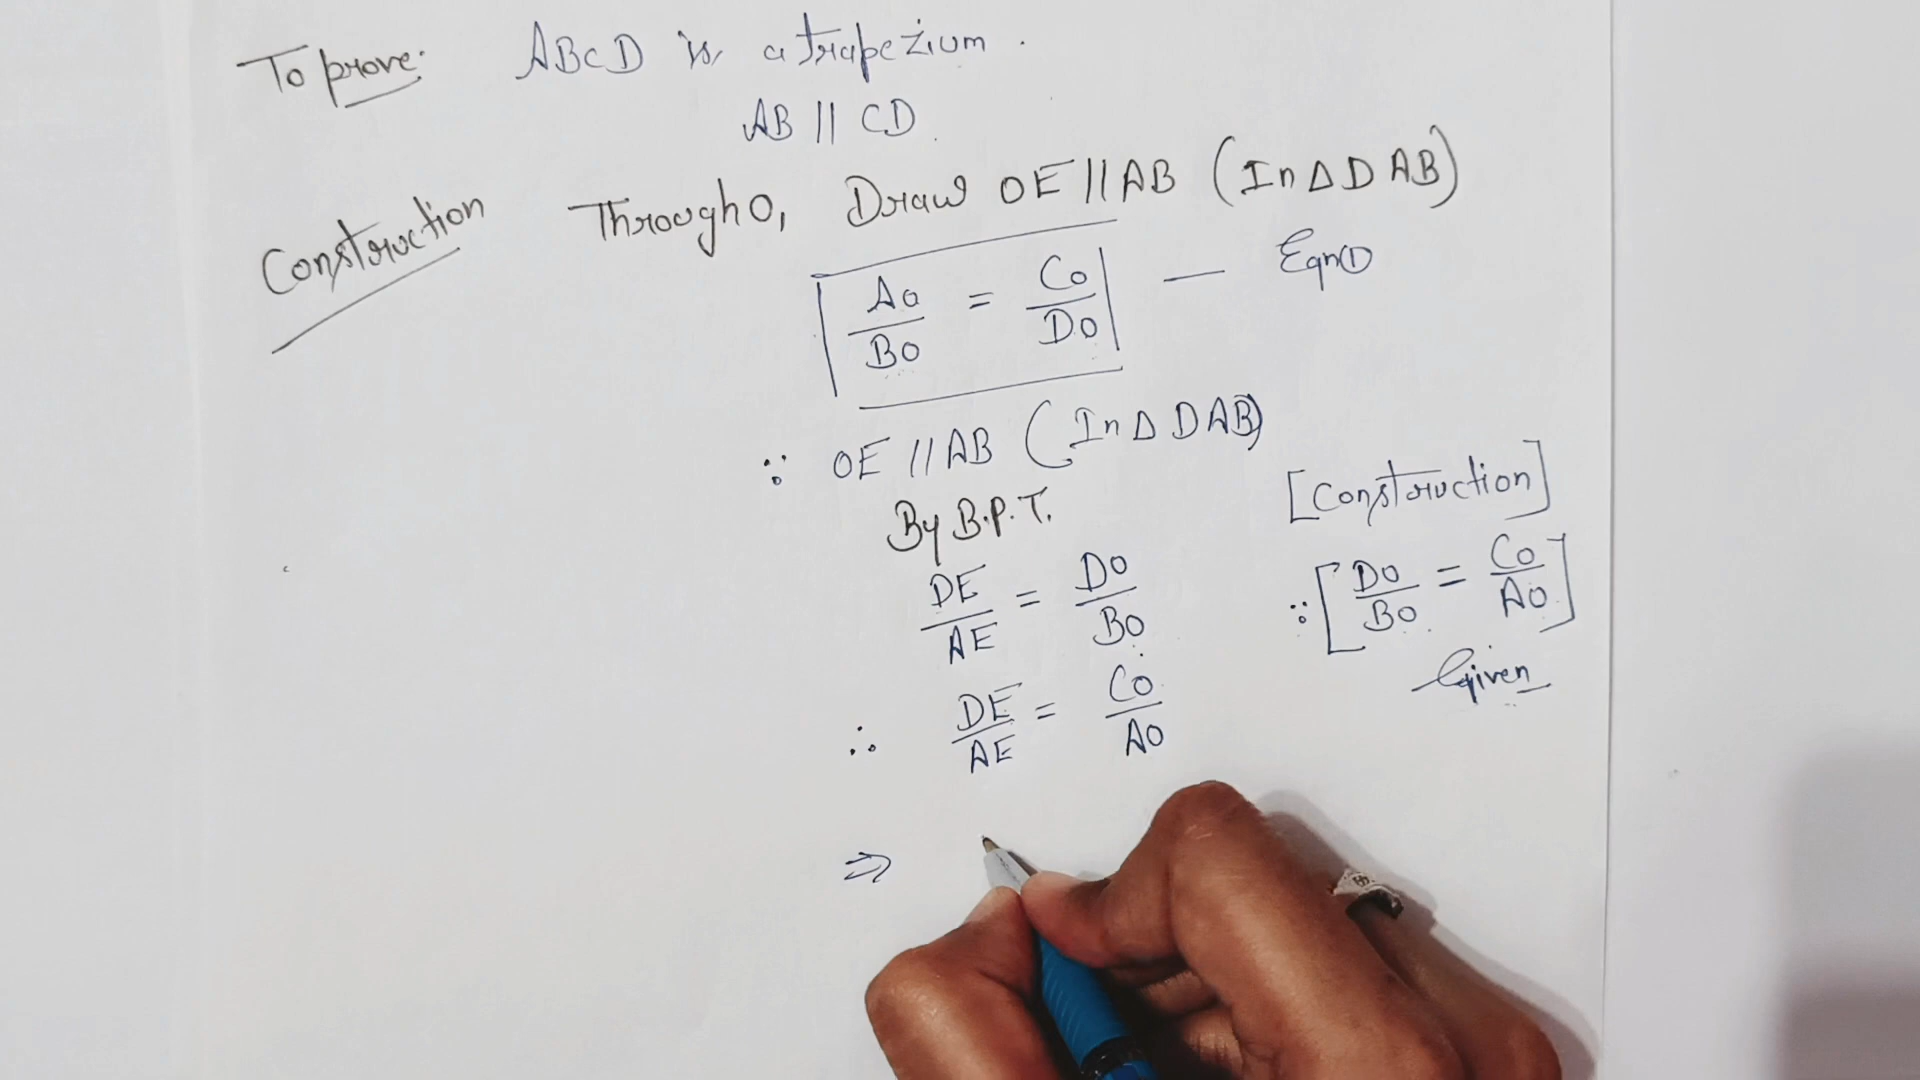 To prove: ABCD is a trapezium.
AB || CD
Construction Through O, Draw OE || AB (In Δ DAB)
AO/BO = CO/DO — Eqn①
∵ OE || AB (In Δ DAB)
[Construction]
By B.P.T.
DE/AE = DO/BO ∵ [DO/BO = CO/AO]
Given
∴ DE/AE = CO/AO
⇒